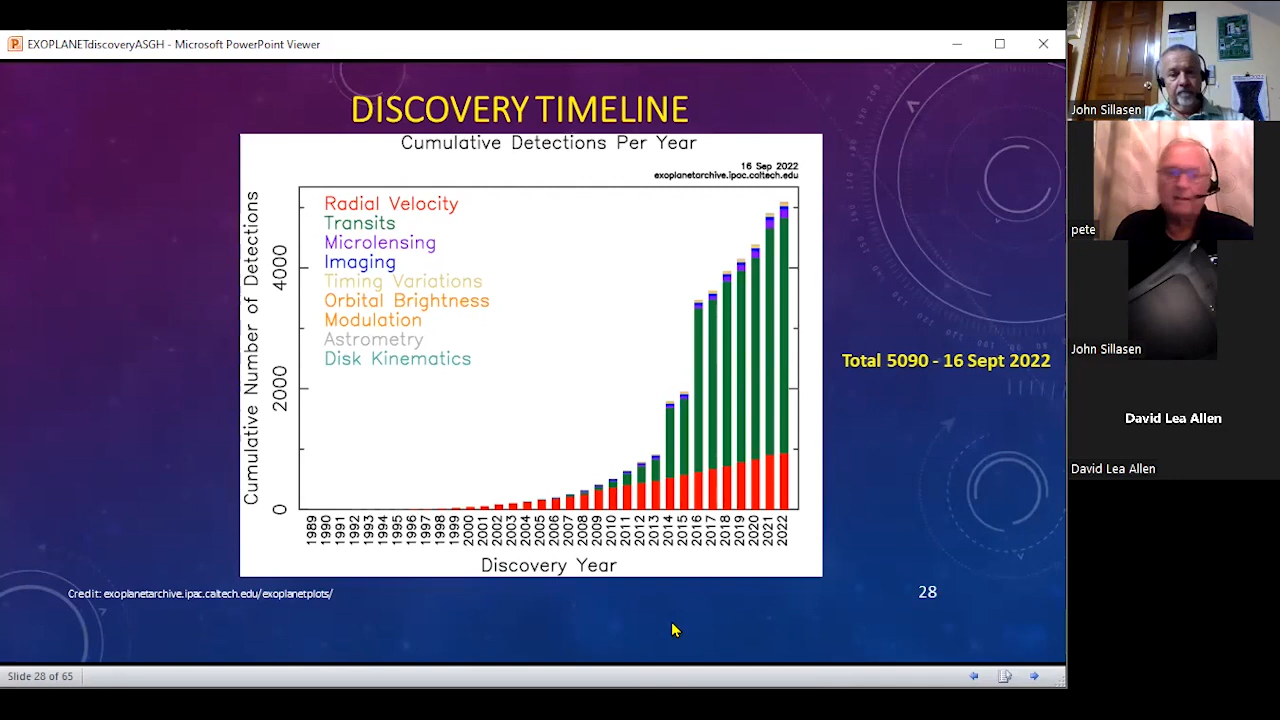 EXOPLANETdiscoveryASGH - Microsoft PowerPoint Viewer
DISCOVERY TIMELINE
Cumulative Detections Per Year
16 Sep 2022
exoplanetarchive.ipac.caltech.edu
Cumulative Number of Detections
4000
2000
0
Radial Velocity
Transits
Microlensing
Imaging
Timing Variations
Orbital Brightness
Modulation
Astrometry
Disk Kinematics
1989 1990 1991 1992 1993 1994 1995 1996 1997 1998 1999 2000 2001 2002 2003 2004 2005 2006 2007 2008 2009 2010 2011 2012 2013 2014 2015 2016 2017 2018 2019 2020 2021 2022
Discovery Year
Total 5090 - 16 Sept 2022
Credit: exoplanetarchive.ipac.caltech.edu/exoplanetplots/
28
Slide 28 of 65
John Sillasen
pete
John Sillasen
David Lea Allen
David Lea Allen